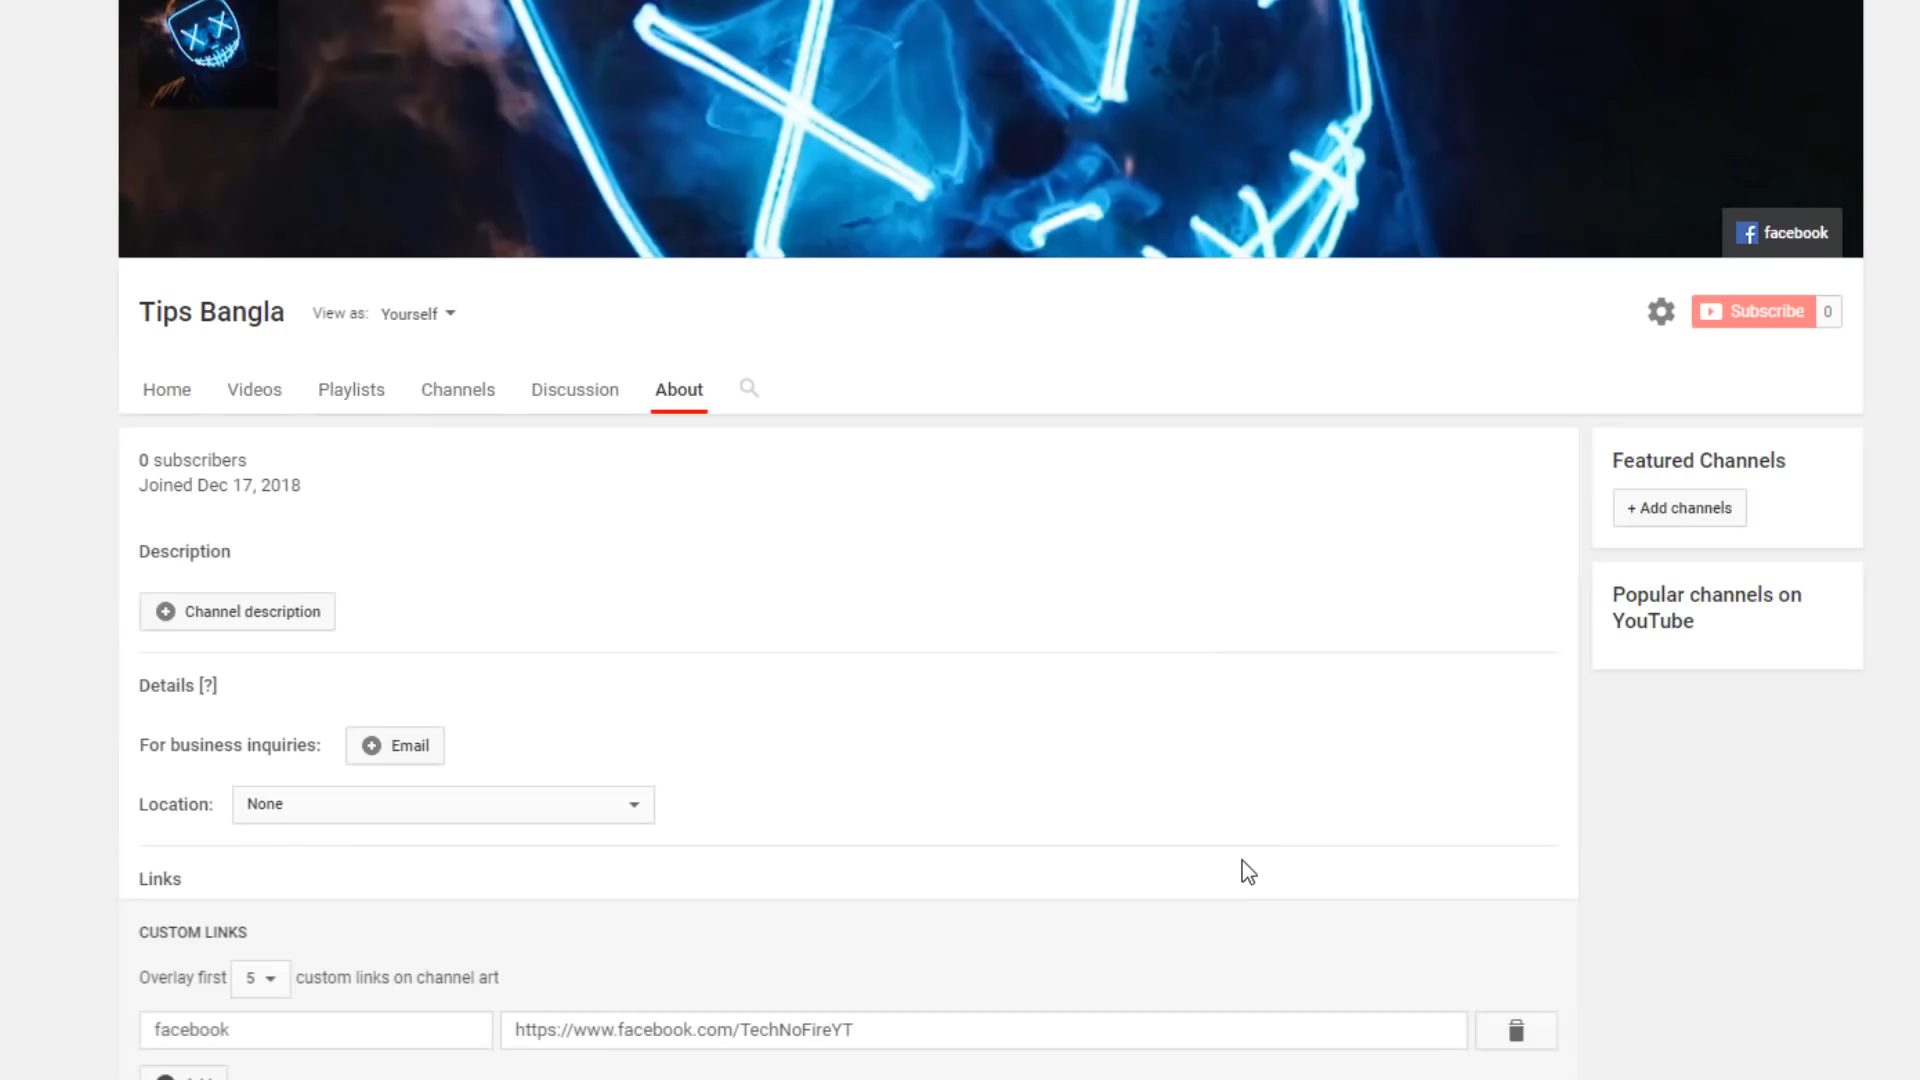 facebook
Tips Bangla View as: Yourself
Subscribe 0
Home Videos Playlists Channels Discussion About
0 subscribers
Joined Dec 17, 2018
Description
Channel description
Details [?]
For business inquiries: Email
Location: None
Links
CUSTOM LINKS
Overlay first 5 custom links on channel art
facebook https://www.facebook.com/TechNoFireYT
Featured Channels
+ Add channels
Popular channels on
YouTube